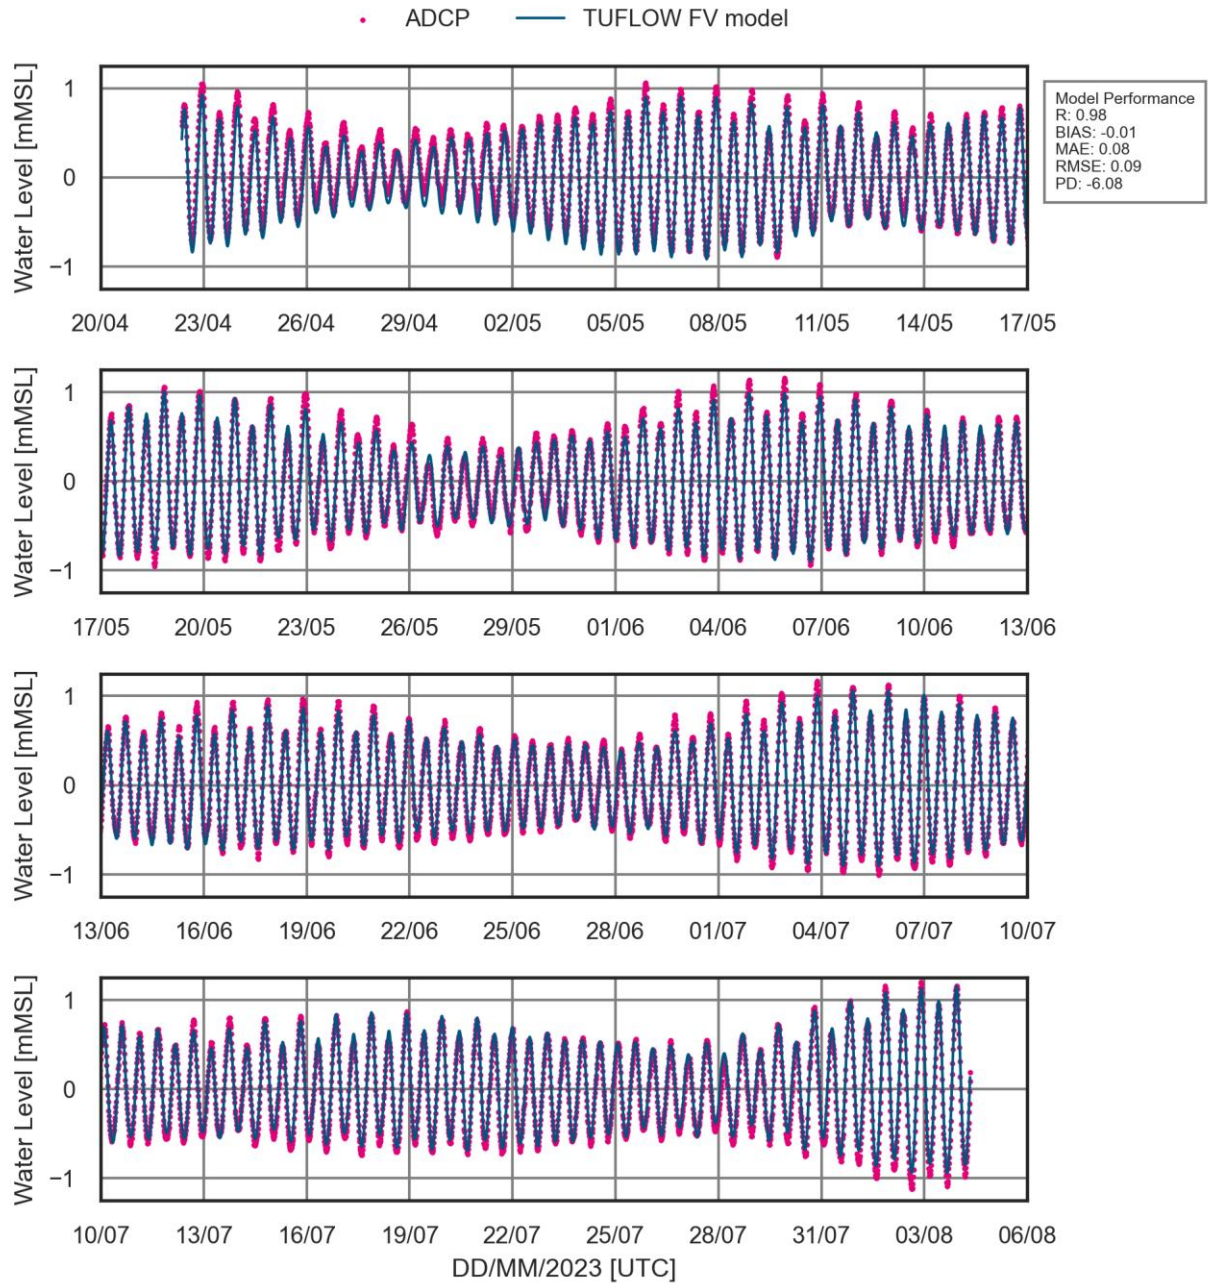 ADCP TUFLOW FV model
Water Level [mMSL]
1
0
−1
20/04 23/04 26/04 29/04 02/05 05/05 08/05 11/05 14/05 17/05
Model Performance
R: 0.98
BIAS: -0.01
MAE: 0.08
RMSE: 0.09
PD: -6.08
Water Level [mMSL]
1
0
−1
17/05 20/05 23/05 26/05 29/05 01/06 04/06 07/06 10/06 13/06
Water Level [mMSL]
1
0
−1
13/06 16/06 19/06 22/06 25/06 28/06 01/07 04/07 07/07 10/07
Water Level [mMSL]
1
0
−1
10/07 13/07 16/07 19/07 22/07 25/07 28/07 31/07 03/08 06/08
DD/MM/2023 [UTC]